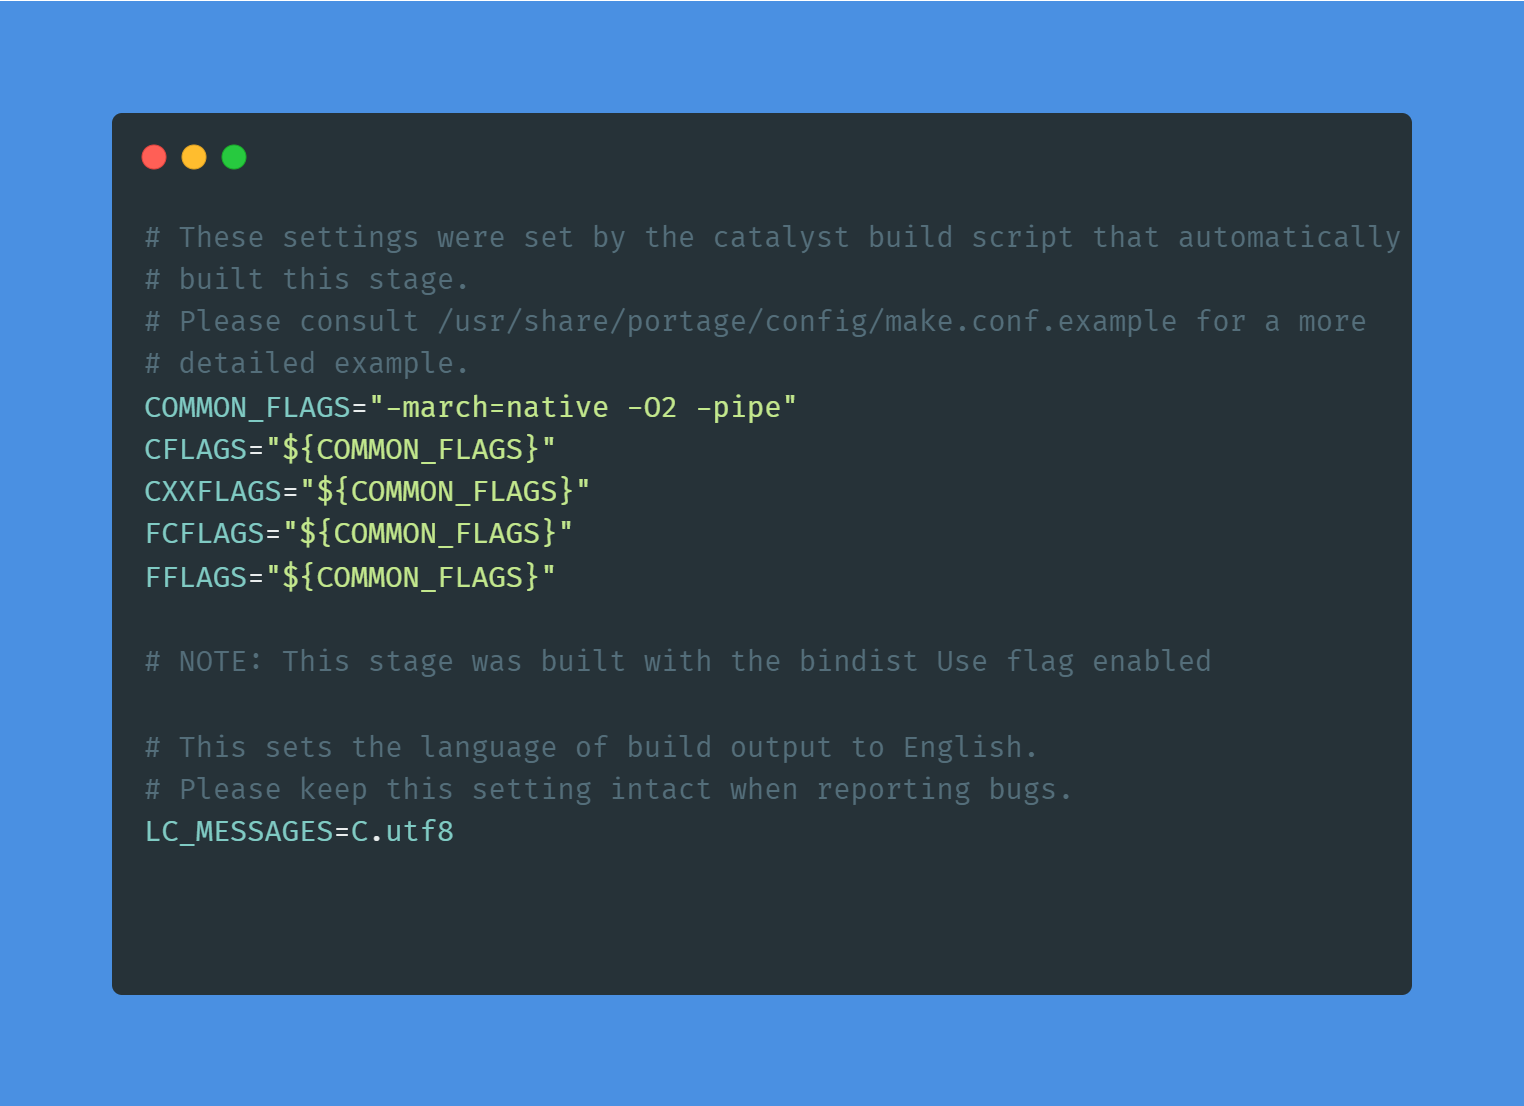 # These settings were set by the catalyst build script that automatically
# built this stage.
# Please consult /usr/share/portage/config/make.conf.example for a more
# detailed example.
COMMON_FLAGS="-march=native -O2 -pipe"
CFLAGS="${COMMON_FLAGS}"
CXXFLAGS="${COMMON_FLAGS}"
FCFLAGS="${COMMON_FLAGS}"
FFLAGS="${COMMON_FLAGS}"
# NOTE: This stage was built with the bindist Use flag enabled
# This sets the language of build output to English.
# Please keep this setting intact when reporting bugs.
LC_MESSAGES=C.utf8